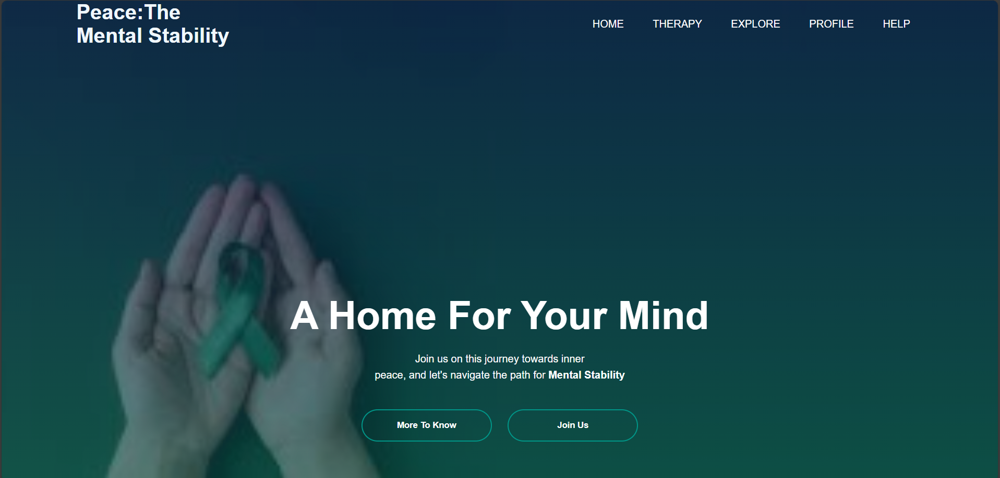 Peace:The
Mental Stability
HOME THERAPY EXPLORE PROFILE HELP
A Home For Your Mind
Join us on this journey towards inner
peace, and let's navigate the path for Mental Stability
More To Know Join Us